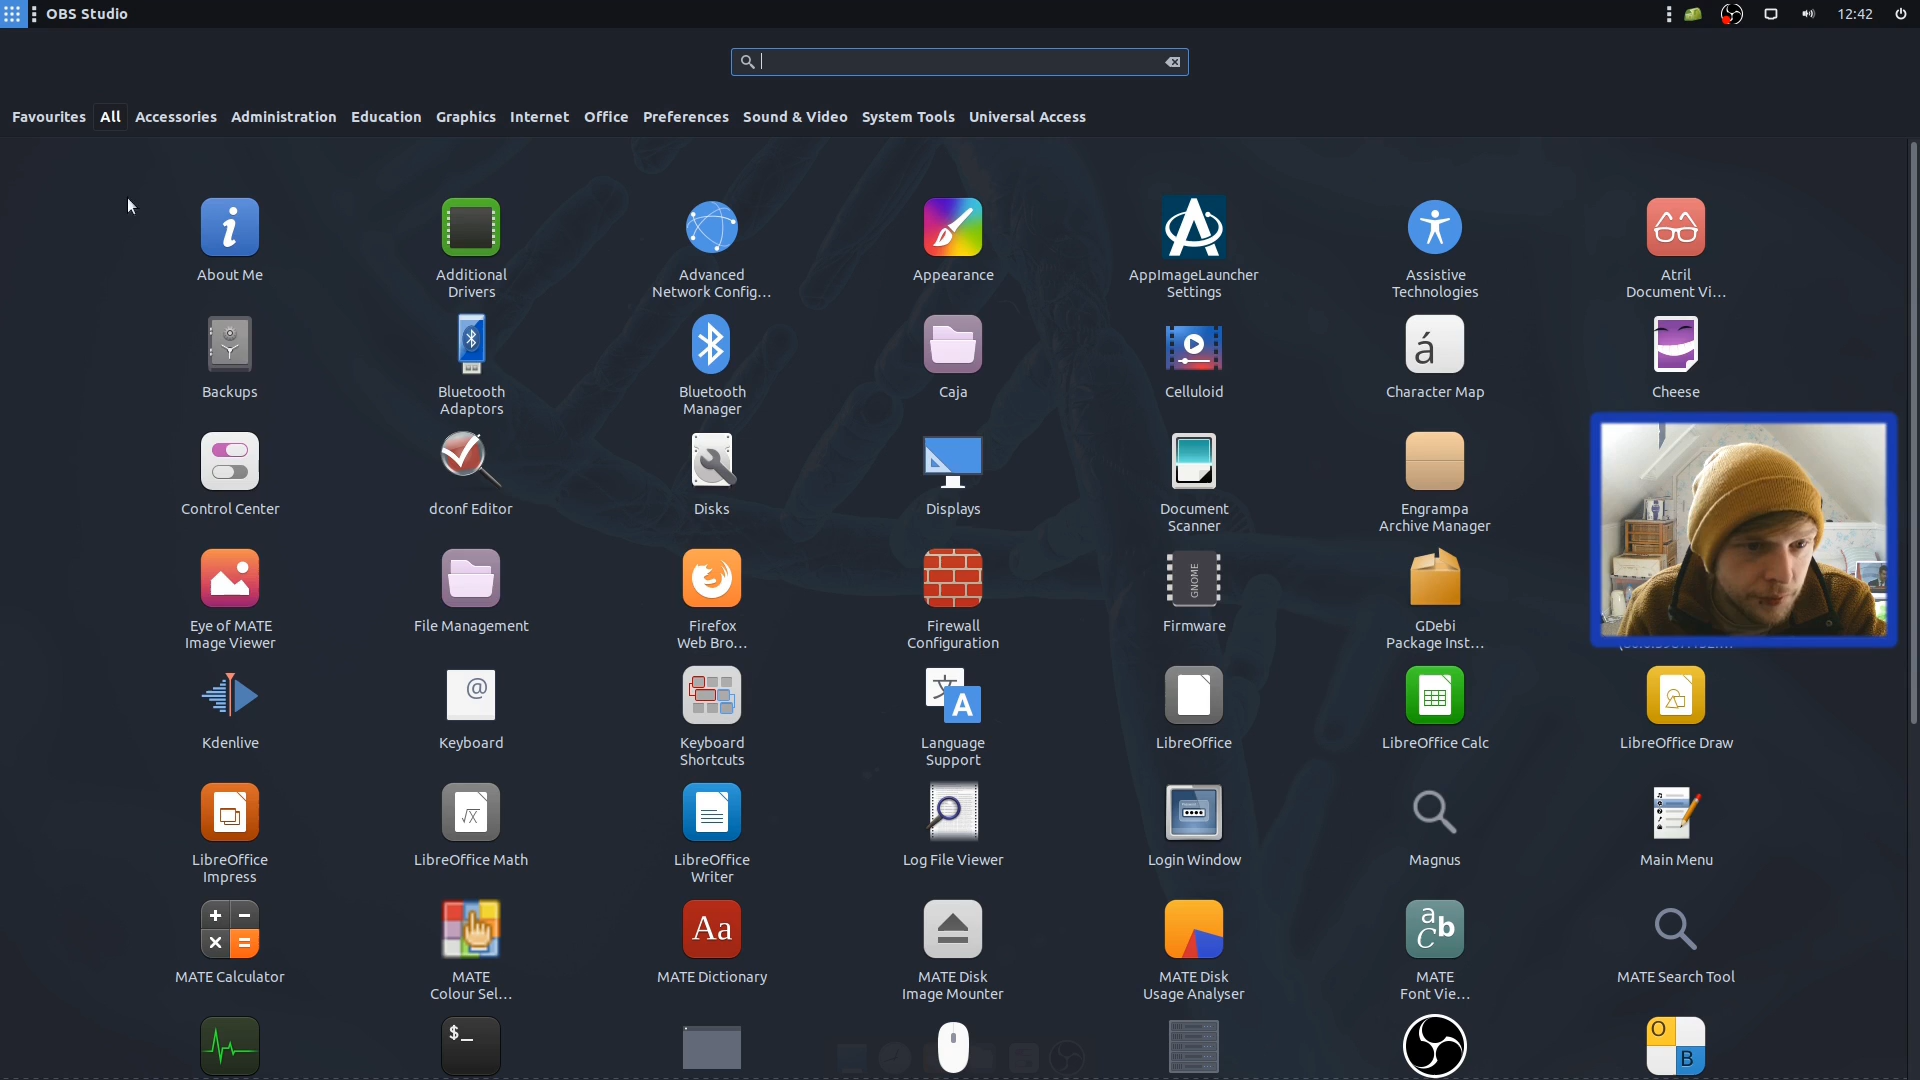 OBS Studio
12:42
Favourites All Accessories Administration Education Graphics Internet Office Preferences Sound & Video System Tools Universal Access
About Me
Additional
Drivers
Advanced
Network Config...
Appearance
AppImageLauncher
Settings
Assistive
Technologies
Atril
Document Vi...
Backups
Bluetooth
Adaptors
Bluetooth
Manager
Caja
Celluloid
á
Character Map
Cheese
Control Center
dconf Editor
Disks
Displays
Document
Scanner
Engrampa
Archive Manager
Eye of MATE
Image Viewer
File Management
Firefox
Web Bro...
Firewall
Configuration
GNOME
Firmware
GDebi
Package Inst...
Kdenlive
@
Keyboard
Keyboard
Shortcuts
文 A
Language
Support
LibreOffice
LibreOffice Calc
LibreOffice Draw
LibreOffice
Impress
√x
LibreOffice Math
LibreOffice
Writer
Log File Viewer
Login Window
Magnus
Main Menu
+ −
× =
MATE Calculator
MATE
Colour Sel...
Aa
MATE Dictionary
MATE Disk
Image Mounter
MATE Disk
Usage Analyser
a b C
MATE
Font Vie...
MATE Search Tool
$_
O
B